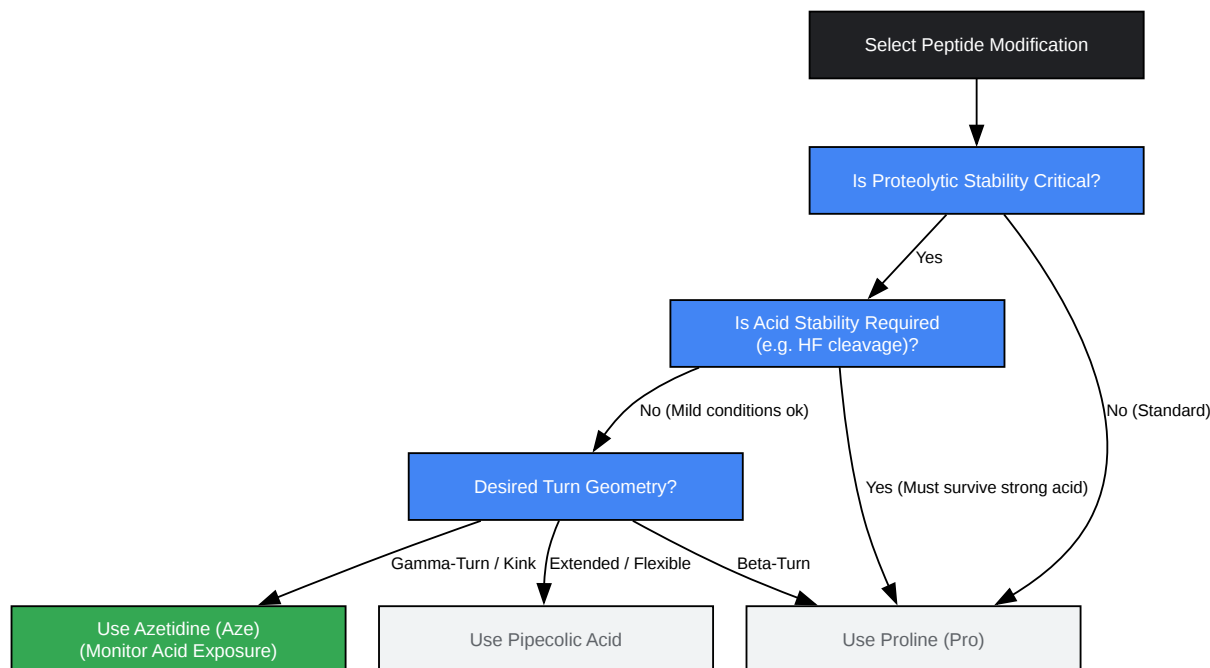 Select Peptide Modification
Is Proteolytic Stability Critical?
Yes
Is Acid Stability Required
(e.g. HF cleavage)?
No (Mild conditions ok)
No (Standard)
Desired Turn Geometry?
Yes (Must survive strong acid)
Gamma-Turn / Kink
Extended / Flexible
Beta-Turn
Use Azetidine (Aze)
(Monitor Acid Exposure)
Use Pipecolic Acid
Use Proline (Pro)